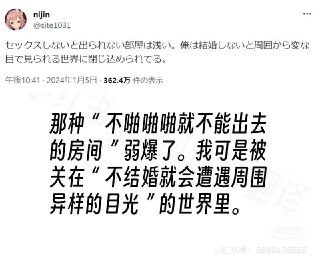 nijin
@site1031
セックスしないと出られない部屋は浅い。俺は結婚しないと周囲から変な
目で見られる世界に閉じ込められてる。
午後10:41・2024年1月5日・362.4万 件の表示
那种“不啪啪啪就不能出去
的房间”弱爆了。我可是被
关在“不结婚就会遭遇周围
异样的目光”的世界里。